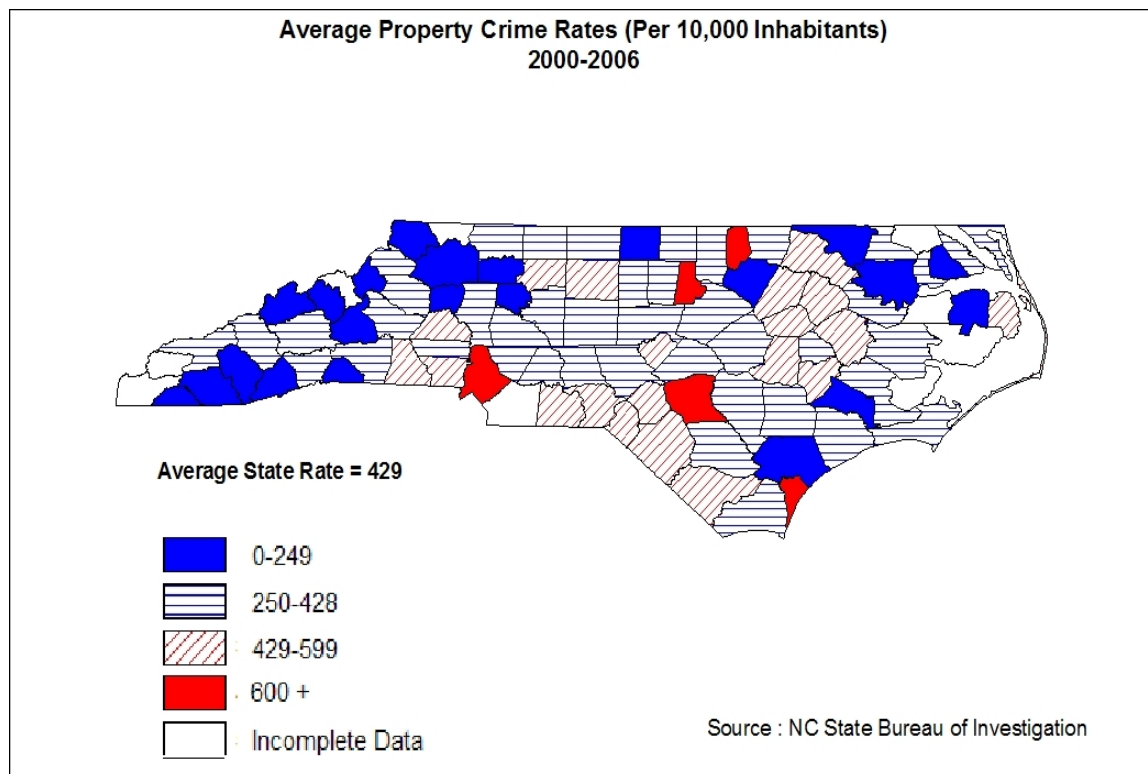 Average Property Crime Rates (Per 10,000 Inhabitants)
2000-2006
Average State Rate = 429
0-249
250-428
429-599
600 +
Incomplete Data
Source : NC State Bureau of Investigation